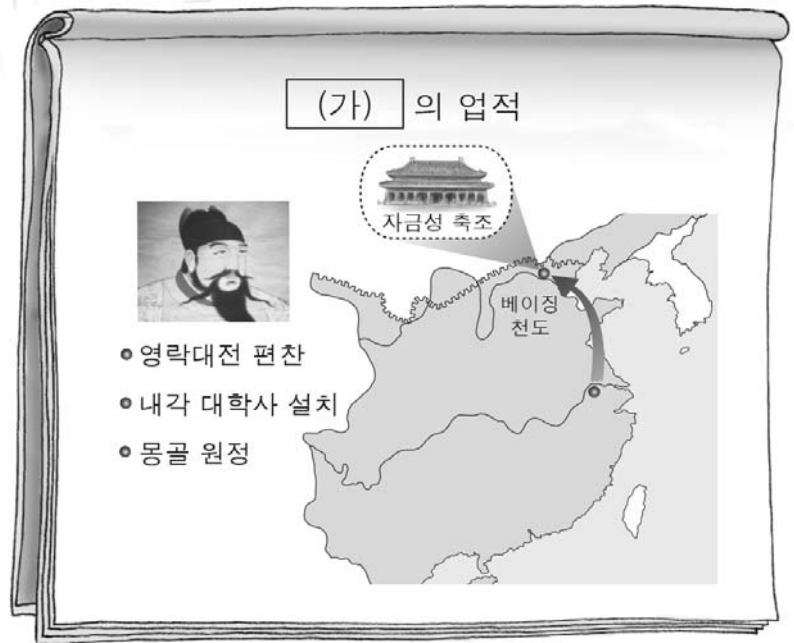 (가) 의 업적
자금성 축조
베이징
천도
영락대전 편찬
내각 대학사 설치
몽골 원정